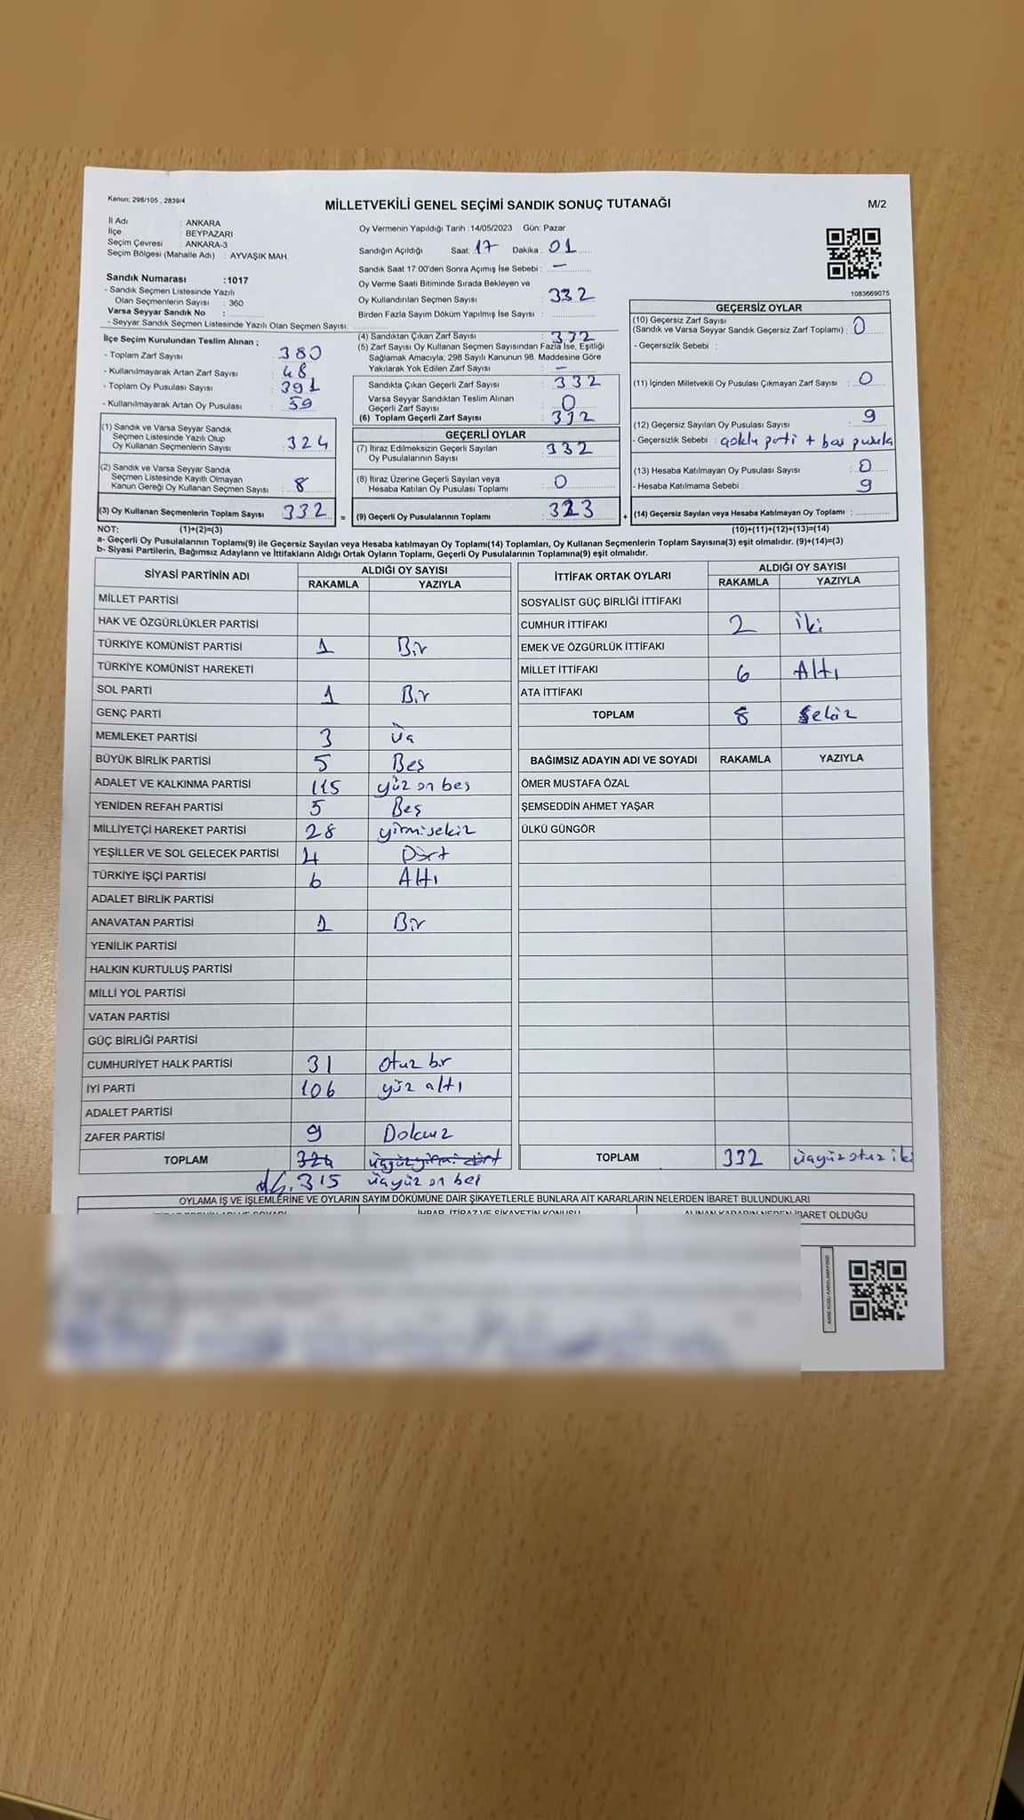 Kanun: 298/105 , 2839/4
MİLLETVEKİLİ GENEL SEÇİMİ SANDIK SONUÇ TUTANAĞI
M/2
İl Adı : ANKARA
İlçe : BEYPAZARI
Seçim Çevresi : ANKARA-3
Seçim Bölgesi (Mahalle Adı) : AYVAŞIK MAH.
Sandık Numarası :1017
- Sandık Seçmen Listesinde Yazılı
Olan Seçmenlerin Sayısı : 360
Varsa Seyyar Sandık No :
- Seyyar Sandık Seçmen Listesinde Yazılı Olan Seçmen Sayısı:
Oy Vermenin Yapıldığı Tarih :14/05/2023 Gün: Pazar
Sandığın Açıldığı Saat: 17 Dakika: 01
Sandık Saat 17:00'den Sonra Açılmış İse Sebebi : —
Oy Verme Saati Bitiminde Sırada Bekleyen ve
Oy Kullandırılan Seçmen Sayısı 332
Birden Fazla Sayım Döküm Yapılmış İse Sayısı :
1083669075
İlçe Seçim Kurulundan Teslim Alınan ;
- Toplam Zarf Sayısı 380
- Kullanılmayarak Artan Zarf Sayısı : 48
- Toplam Oy Pusulası Sayısı : 391
- Kullanılmayarak Artan Oy Pusulası : 59
(1) Sandık ve Varsa Seyyar Sandık
Seçmen Listesinde Yazılı Olup
Oy Kullanan Seçmenlerin Sayısı 324
(2) Sandık ve Varsa Seyyar Sandık
Seçmen Listesinde Kayıtlı Olmayan
Kanun Gereği Oy Kullanan Seçmen Sayısı 8
(3) Oy Kullanan Seçmenlerin Toplam Sayısı 332 =
(4) Sandıktan Çıkan Zarf Sayısı 332
(5) Zarf Sayısı Oy Kullanan Seçmen Sayısından Fazla İse, Eşitliği
Sağlamak Amacıyla, 298 Sayılı Kanunun 98. Maddesine Göre
Yakılarak Yok Edilen Zarf Sayısı : —
Sandıkta Çıkan Geçerli Zarf Sayısı 332
Varsa Seyyar Sandıktan Teslim Alınan
Geçerli Zarf Sayısı 0
(6) Toplam Geçerli Zarf Sayısı 332
GEÇERLİ OYLAR
(7) İtiraz Edilmeksizin Geçerli Sayılan
Oy Pusulalarının Sayısı : 332
(8) İtiraz Üzerine Geçerli Sayılan veya
Hesaba Katılan Oy Pusulası Toplamı 0
(9) Geçerli Oy Pusulalarının Toplamı 323 +
GEÇERSİZ OYLAR
(10) Geçersiz Zarf Sayısı
(Sandık ve Varsa Seyyar Sandık Geçersiz Zarf Toplamı) : 0
- Geçersizlik Sebebi :
(11) İçinden Milletvekili Oy Pusulası Çıkmayan Zarf Sayısı : 0
(12) Geçersiz Sayılan Oy Pusulası Sayısı 9
- Geçersizlik Sebebi : çoklu parti + boş pusula
(13) Hesaba Katılmayan Oy Pusulası Sayısı : 0
- Hesaba Katılmama Sebebi : 9
(14) Geçersiz Sayılan veya Hesaba Katılmayan Oy Toplamı :
NOT: (1)+(2)=(3) (10)+(11)+(12)+(13)=(14)
a- Geçerli Oy Pusulalarının Toplamı(9) ile Geçersiz Sayılan veya Hesaba katılmayan Oy Toplamı(14) Toplamları, Oy Kullanan Seçmenlerin Toplam Sayısına(3) eşit olmalıdır. (9)+(14)=(3)
b- Siyasi Partilerin, Bağımsız Adayların ve İttifakların Aldığı Ortak Oyların Toplamı, Geçerli Oy Pusulalarının Toplamına(9) eşit olmalıdır.
SİYASİ PARTİNİN ADI ALDIĞI OY SAYISI
RAKAMLA YAZIYLA
MİLLET PARTİSİ
HAK VE ÖZGÜRLÜKLER PARTİSİ
TÜRKİYE KOMÜNİST PARTİSİ 1 Bir
TÜRKİYE KOMÜNİST HAREKETİ
SOL PARTİ 1 Bir
GENÇ PARTİ
MEMLEKET PARTİSİ 3 Üç
BÜYÜK BİRLİK PARTİSİ 5 Beş
ADALET VE KALKINMA PARTİSİ 115 yüz on beş
YENİDEN REFAH PARTİSİ 5 Beş
MİLLİYETÇİ HAREKET PARTİSİ 28 yirmi sekiz
YEŞİLLER VE SOL GELECEK PARTİSİ 4 Dört
TÜRKİYE İŞÇİ PARTİSİ 6 Altı
ADALET BİRLİK PARTİSİ
ANAVATAN PARTİSİ 1 Bir
YENİLİK PARTİSİ
HALKIN KURTULUŞ PARTİSİ
MİLLİ YOL PARTİSİ
VATAN PARTİSİ
GÜÇ BİRLİĞİ PARTİSİ
CUMHURİYET HALK PARTİSİ 31 otuz bir
İYİ PARTİ 106 yüz altı
ADALET PARTİSİ
ZAFER PARTİSİ 9 Dokuz
TOPLAM 324 üçyüzyirmi dört
315 üçyüz on beş
İTTİFAK ORTAK OYLARI ALDIĞI OY SAYISI
RAKAMLA YAZIYLA
SOSYALİST GÜÇ BİRLİĞİ İTTİFAKI
CUMHUR İTTİFAKI 2 İki
EMEK VE ÖZGÜRLÜK İTTİFAKI
MİLLET İTTİFAKI 6 Altı
ATA İTTİFAKI
TOPLAM 8 Sekiz
BAĞIMSIZ ADAYIN ADI VE SOYADI RAKAMLA YAZIYLA
ÖMER MUSTAFA ÖZAL
ŞEMSEDDİN AHMET YAŞAR
ÜLKÜ GÜNGÖR
TOPLAM 332 üçyüz otuz iki
OYLAMA İŞ VE İŞLEMLERİNE VE OYLARIN SAYIM DÖKÜMÜNE DAİR ŞİKAYETLERLE BUNLARA AİT KARARLARIN NELERDEN İBARET BULUNDUKLARI
İHBAR, İTİRAZ VE ŞİKAYETİN KONUSU ALINAN KARARIN NEDEN İBARET OLDUĞU